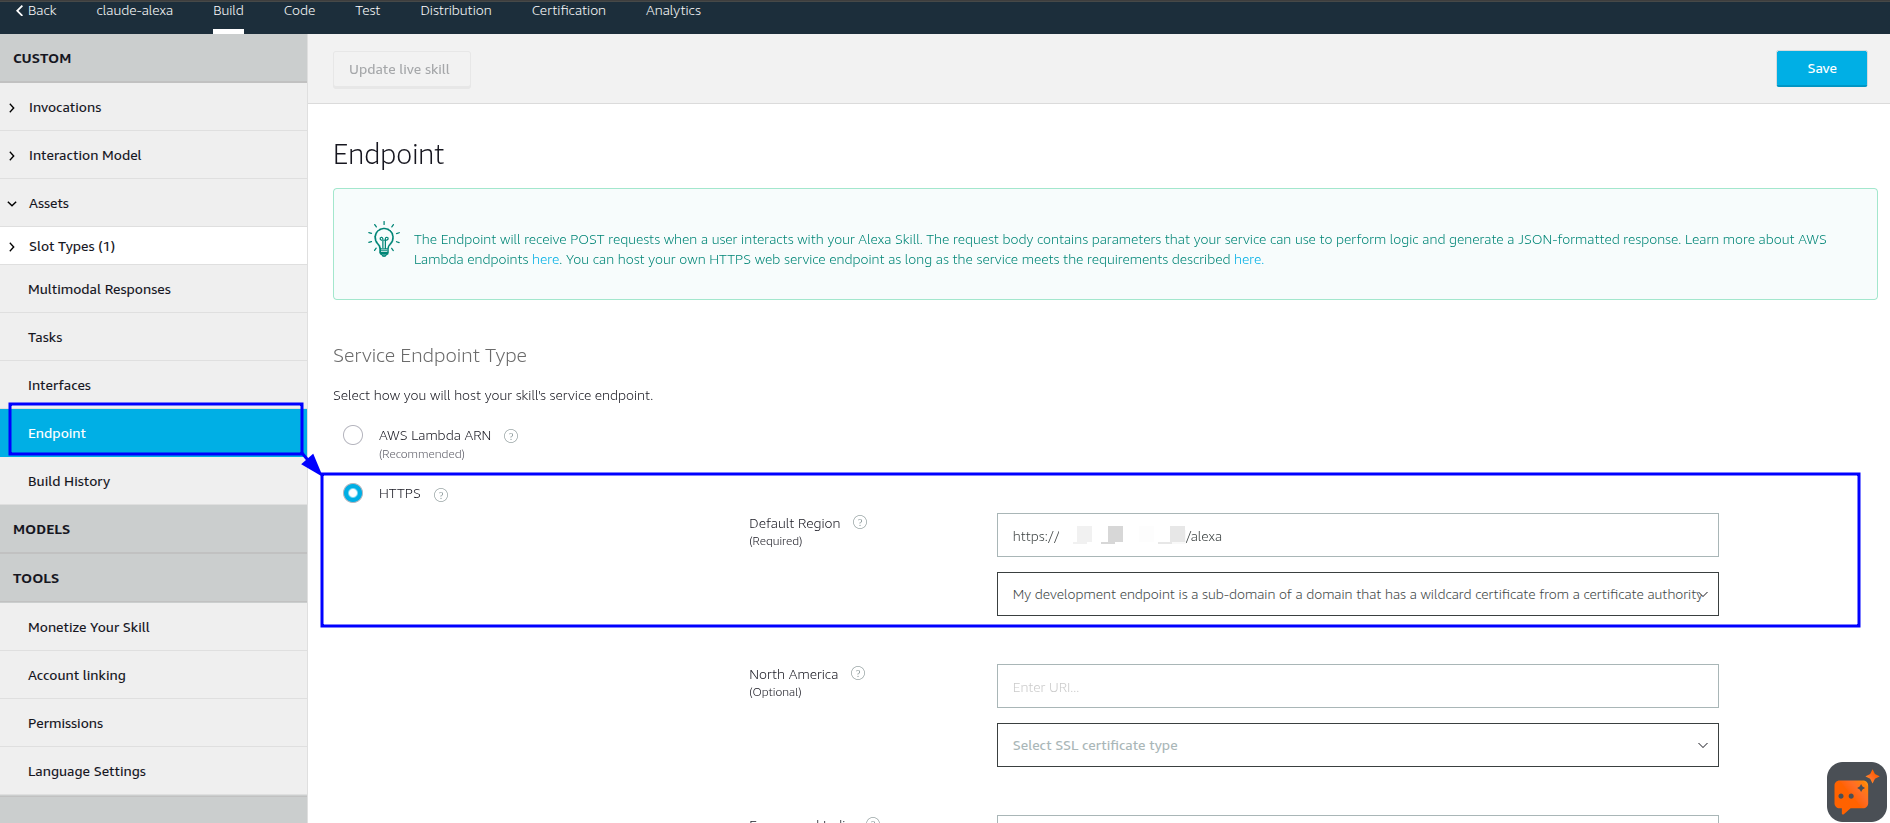 Back
claude-alexa
Build
Code
Test
Distribution
Certification
Analytics
CUSTOM
Invocations
Interaction Model
Assets
Slot Types (1)
Multimodal Responses
Tasks
Interfaces
Endpoint
Build History
MODELS
TOOLS
Monetize Your Skill
Account linking
Permissions
Language Settings
Update live skill
Save
Endpoint
The Endpoint will receive POST requests when a user interacts with your Alexa Skill. The request body contains parameters that your service can use to perform logic and generate a JSON-formatted response. Learn more about AWS
Lambda endpoints here. You can host your own HTTPS web service endpoint as long as the service meets the requirements described here.
Service Endpoint Type
Select how you will host your skill's service endpoint.
AWS Lambda ARN ?
(Recommended)
HTTPS ?
Default Region ?
(Required)
https:// /alexa
My development endpoint is a sub-domain of a domain that has a wildcard certificate from a certificate authority
North America ?
(Optional)
Enter URI...
Select SSL certificate type